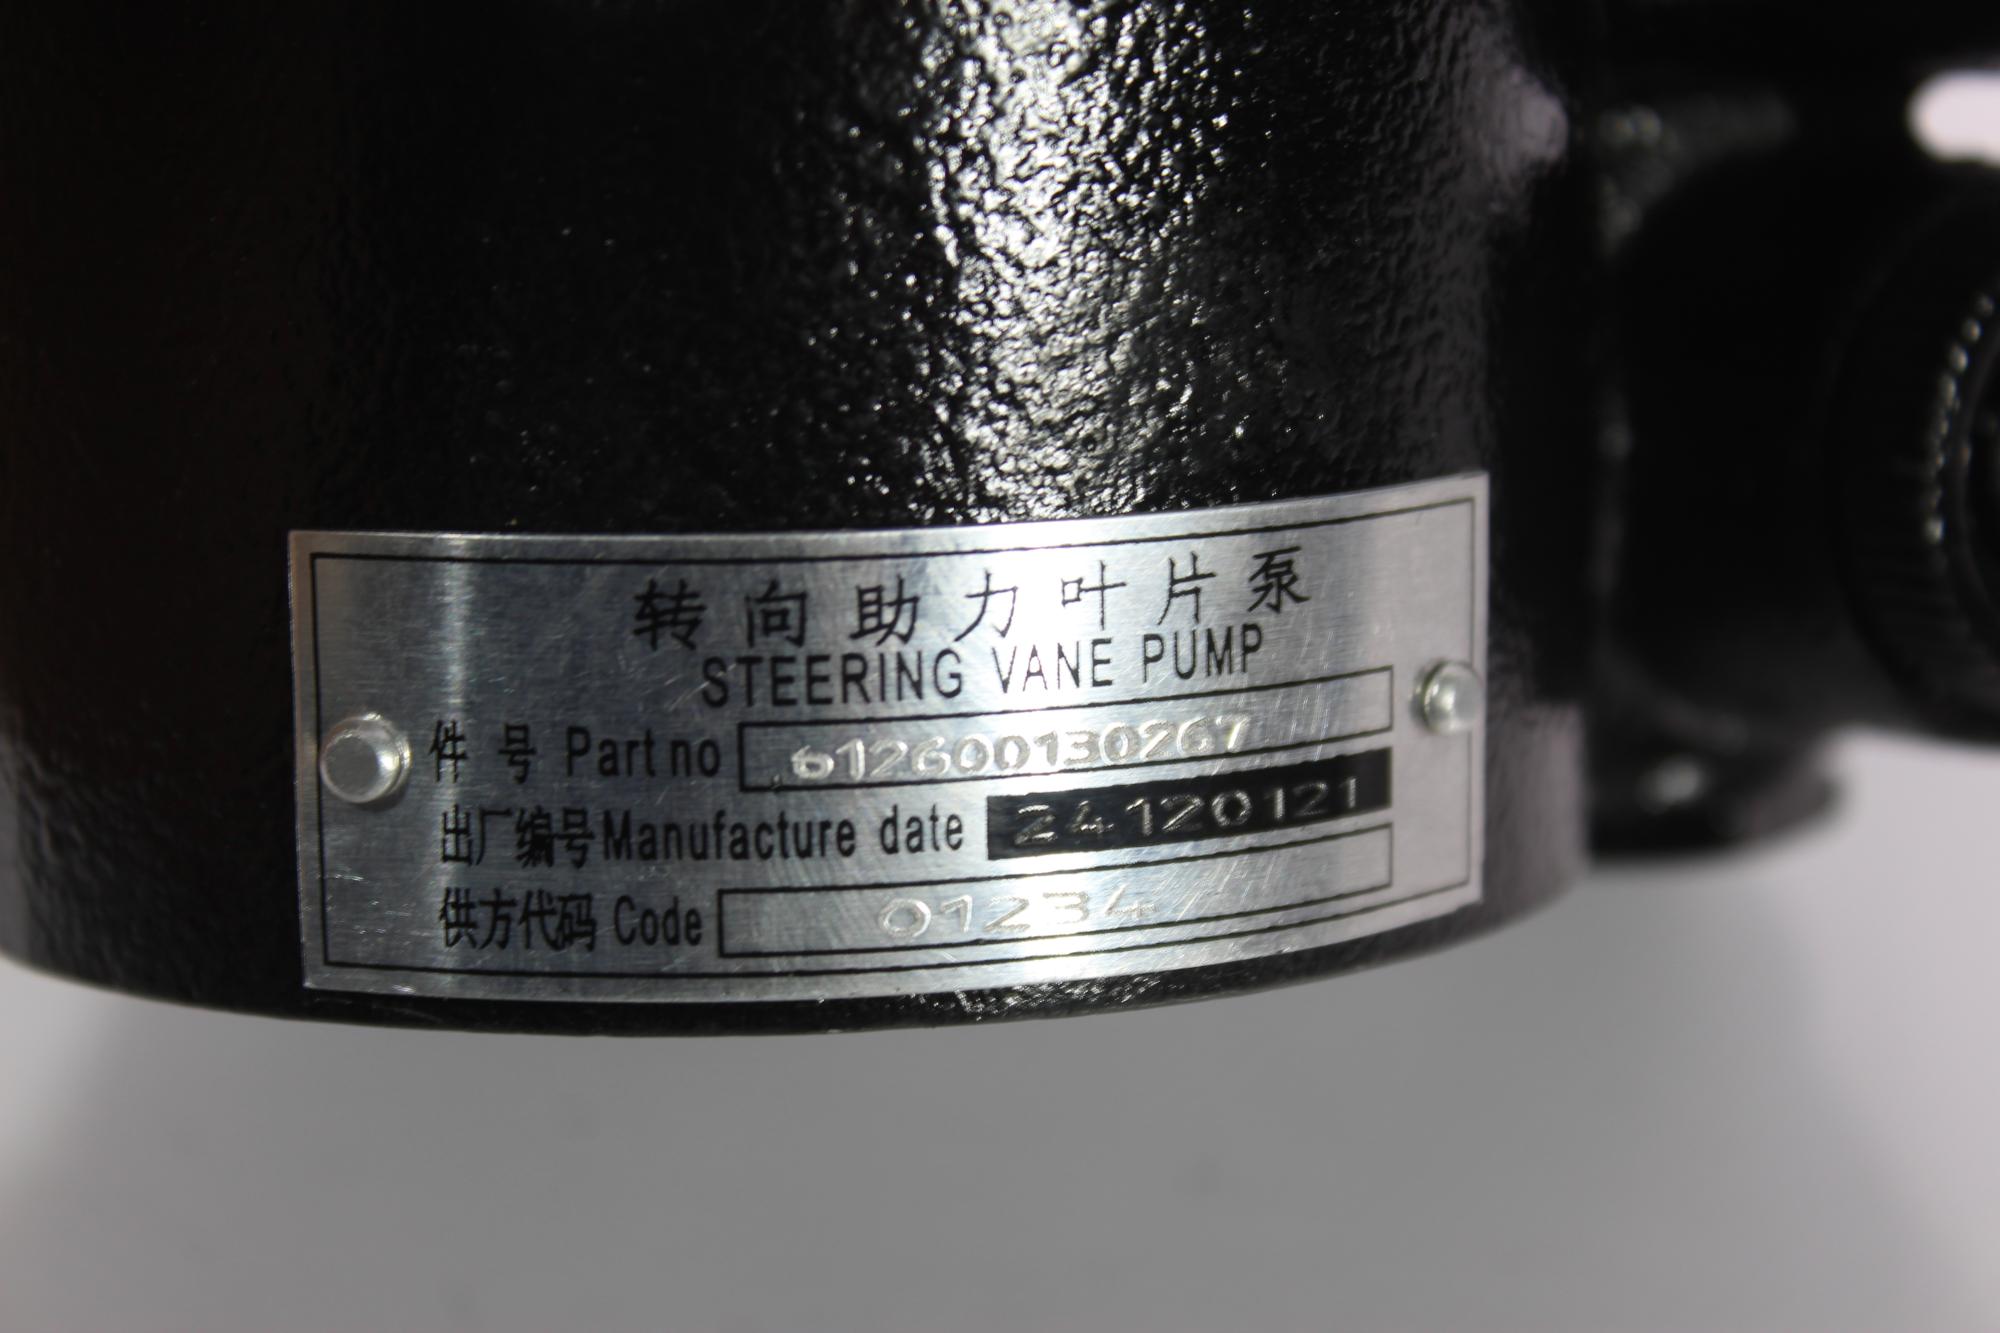 转向助力叶片泵
STEERING VANE PUMP
件号 Part no 612600130267
出厂编号 Manufacture date 24120121
供方代码 Code 01234